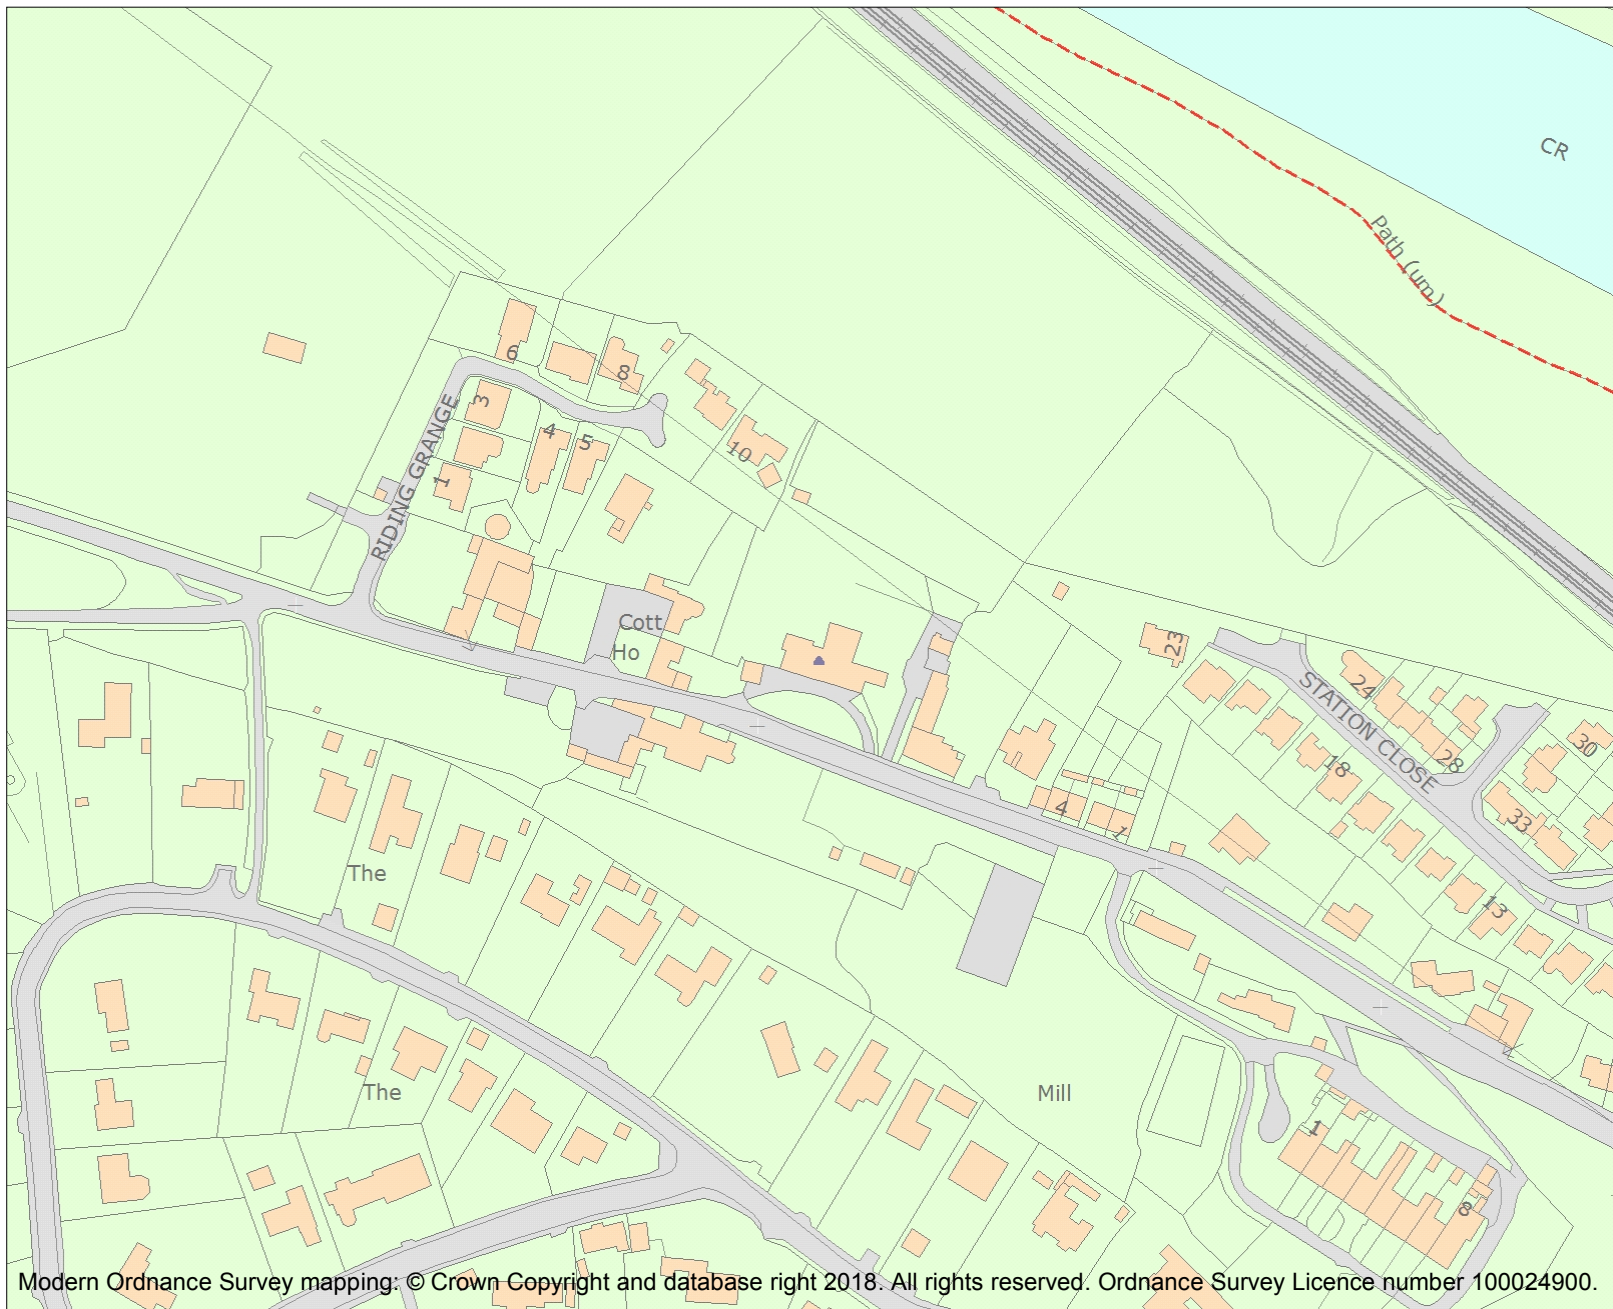 CR
Path (um)
6
8
3
4
5
10
1
RIDING GRANGE
Cott
Ho
23
STATION CLOSE
24
30
28
18
33
4
1
The
13
The
Mill
1
8
Modern Ordnance Survey mapping: © Crown Copyright and database right 2018. All rights reserved. Ordnance Survey Licence number 100024900.